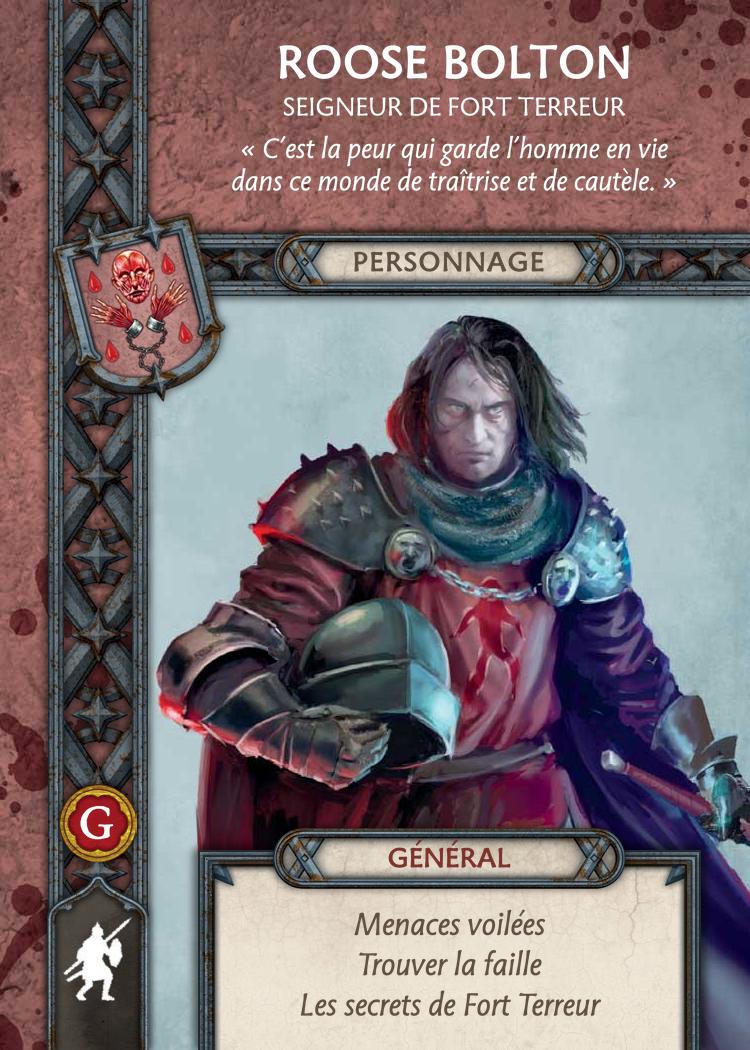 ROOSE BOLTON
SEIGNEUR DE FORT TERREUR
« C'est la peur qui garde l'homme en vie
dans ce monde de traîtrise et de cautèle. »
PERSONNAGE
G
GÉNÉRAL
Menaces voilées
Trouver la faille
Les secrets de Fort Terreur